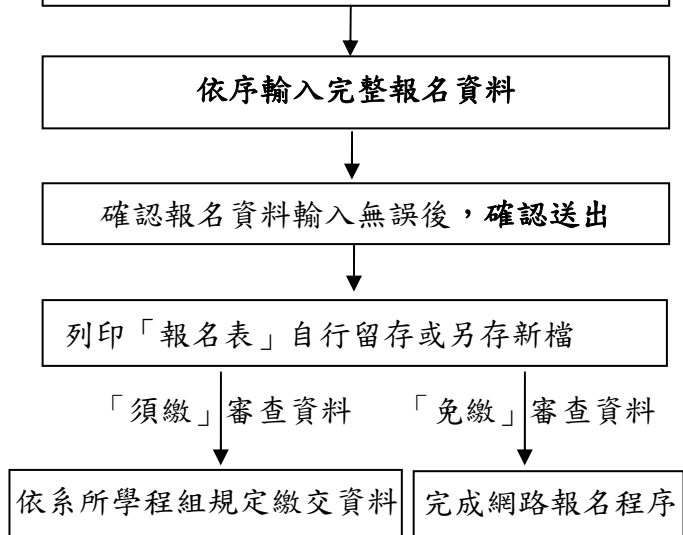 依序輸入完整報名資料
確認報名資料輸入無誤後，確認送出
列印「報名表」自行留存或另存新檔
「須繳」審查資料
「免繳」審查資料
依系所學程組規定繳交資料
完成網路報名程序